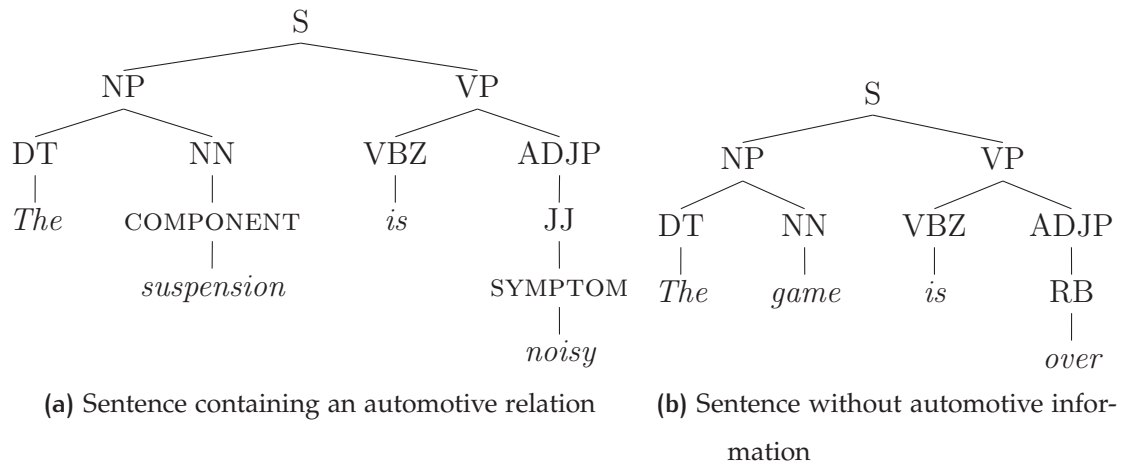 S
NP VP
DT NN VBZ ADJP
The COMPONENT is JJ
suspension SYMPTOM
noisy
(a) Sentence containing an automotive relation
S
NP VP
DT NN VBZ ADJP
The game is RB
over
(b) Sentence without automotive infor-
mation